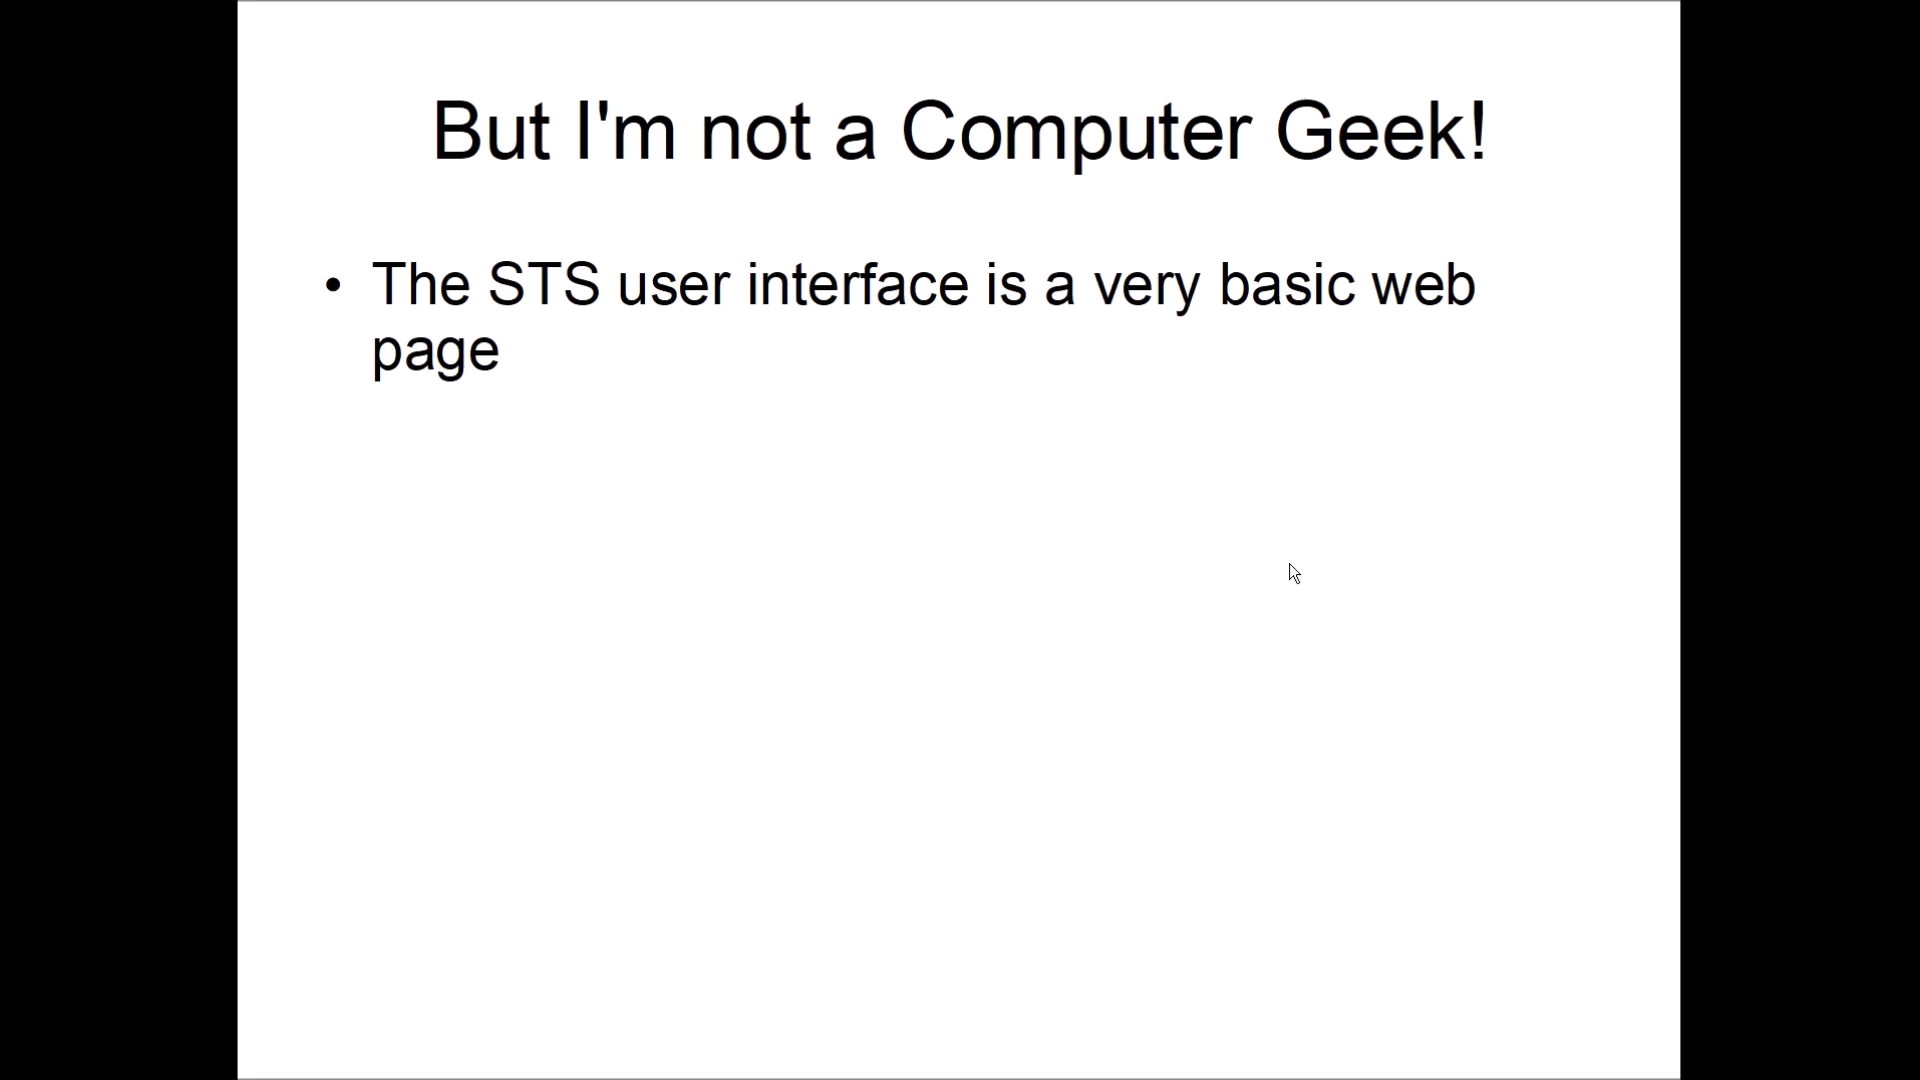 But I'm not a Computer Geek!
• The STS user interface is a very basic web
page